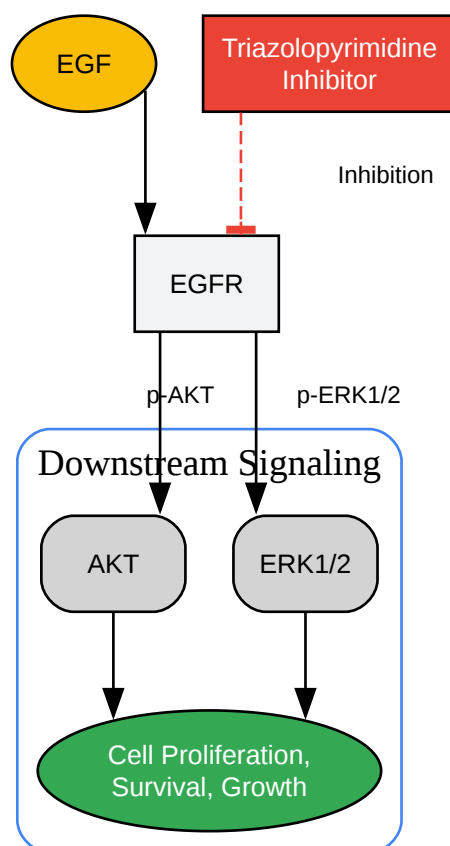 EGF
Triazolopyrimidine
Inhibitor
Inhibition
EGFR
p-AKT
p-ERK1/2
Downstream Signaling
AKT
ERK1/2
Cell Proliferation,
Survival, Growth